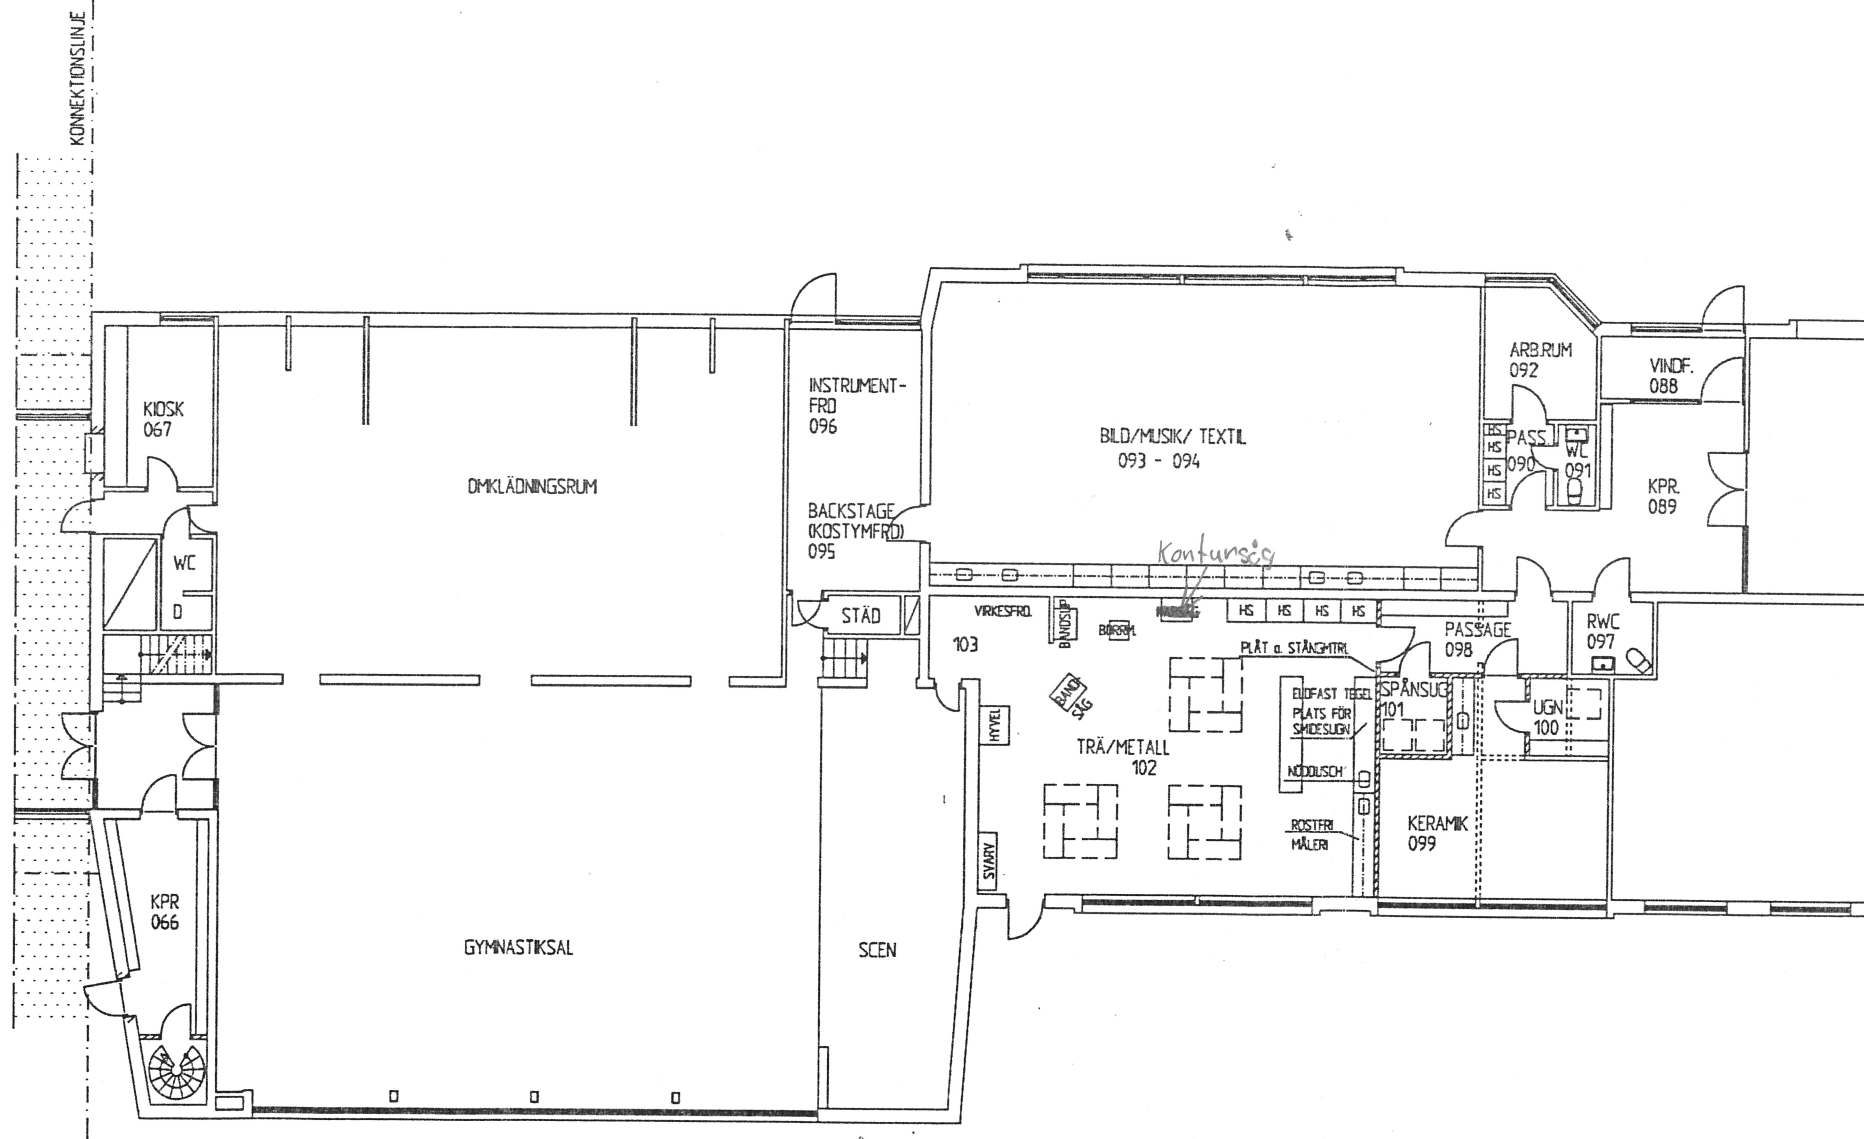 KONNEKTIONSLINJE
KIOSK
067
OMKLÄDNINGSRUM
INSTRUMENT-
FRD
096
BACKSTAGE
(KOSTYMFRD)
095
BILD/MUSIK/ TEXTIL
093 - 094
ARB.RUM
092
VINDF.
088
HS
HS
HS
HS
PASS.
090
WC
091
KPR.
089
Kontursåg
WC
D
STÄD
VIRKESFRD.
103
BANDSLIP
BORRM.
HS
HS
HS
HS
PLÅT o. STÅNGMTRL
PASSAGE
098
RWC
097
BAND-
SÅG
HYVEL
ELDFAST TEGEL
PLATS FÖR
SMIDESUGN
SPÅNSUG
101
UGN
100
TRÄ/METALL
102
NÖDDUSCH
ROSTFRI
MÅLERI
KERAMIK
099
SVARV
KPR
066
GYMNASTIKSAL
SCEN